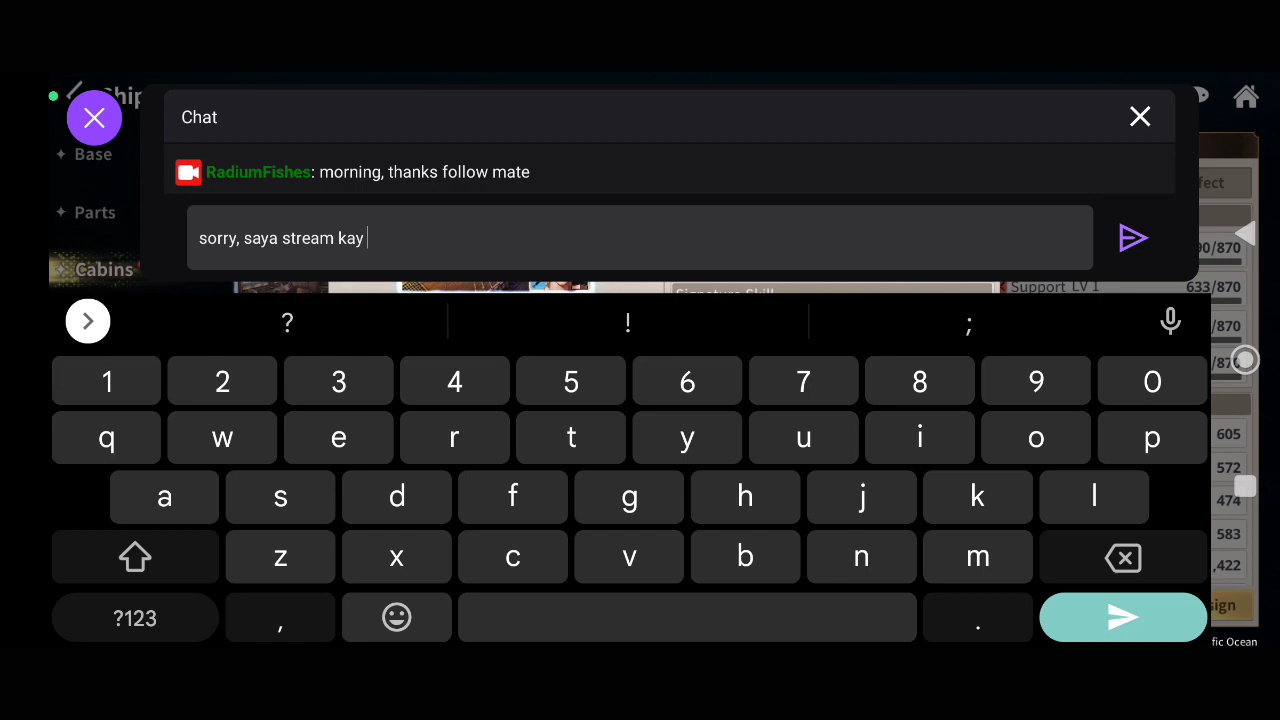 Ship
Chat
Base
RadiumFishes: morning, thanks follow mate
Parts
sorry, saya stream kay
Cabins
Support LV 1
633/870
/870
? ! ;
1 2 3 4 5 6 7 8 9 0
q w e r t y u i o p
605
572
a s d f g h j k l
474
583
z x c v b n m
,422
?123 , .
fic Ocean